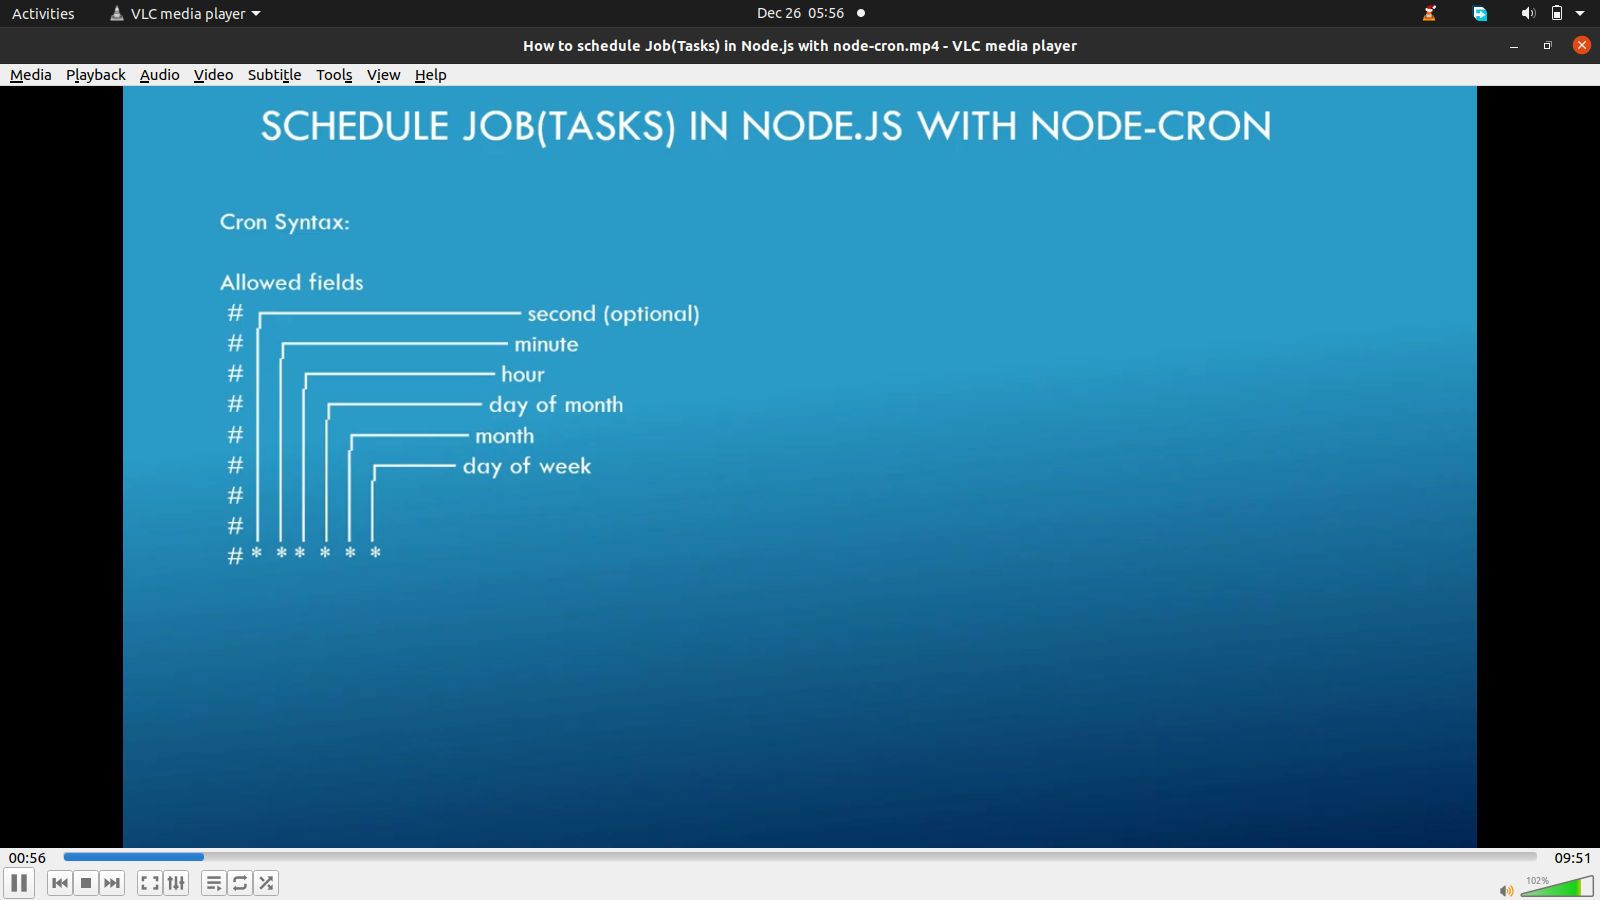 Activities VLC media player Dec 26 05:56
How to schedule Job(Tasks) in Node.js with node-cron.mp4 - VLC media player
Media Playback Audio Video Subtitle Tools View Help
SCHEDULE JOB(TASKS) IN NODE.JS WITH NODE-CRON
Cron Syntax:
Allowed fields
# second (optional)
# minute
# hour
# day of month
# month
# day of week
#
#
# * * * * * *
00:56 09:51
102%